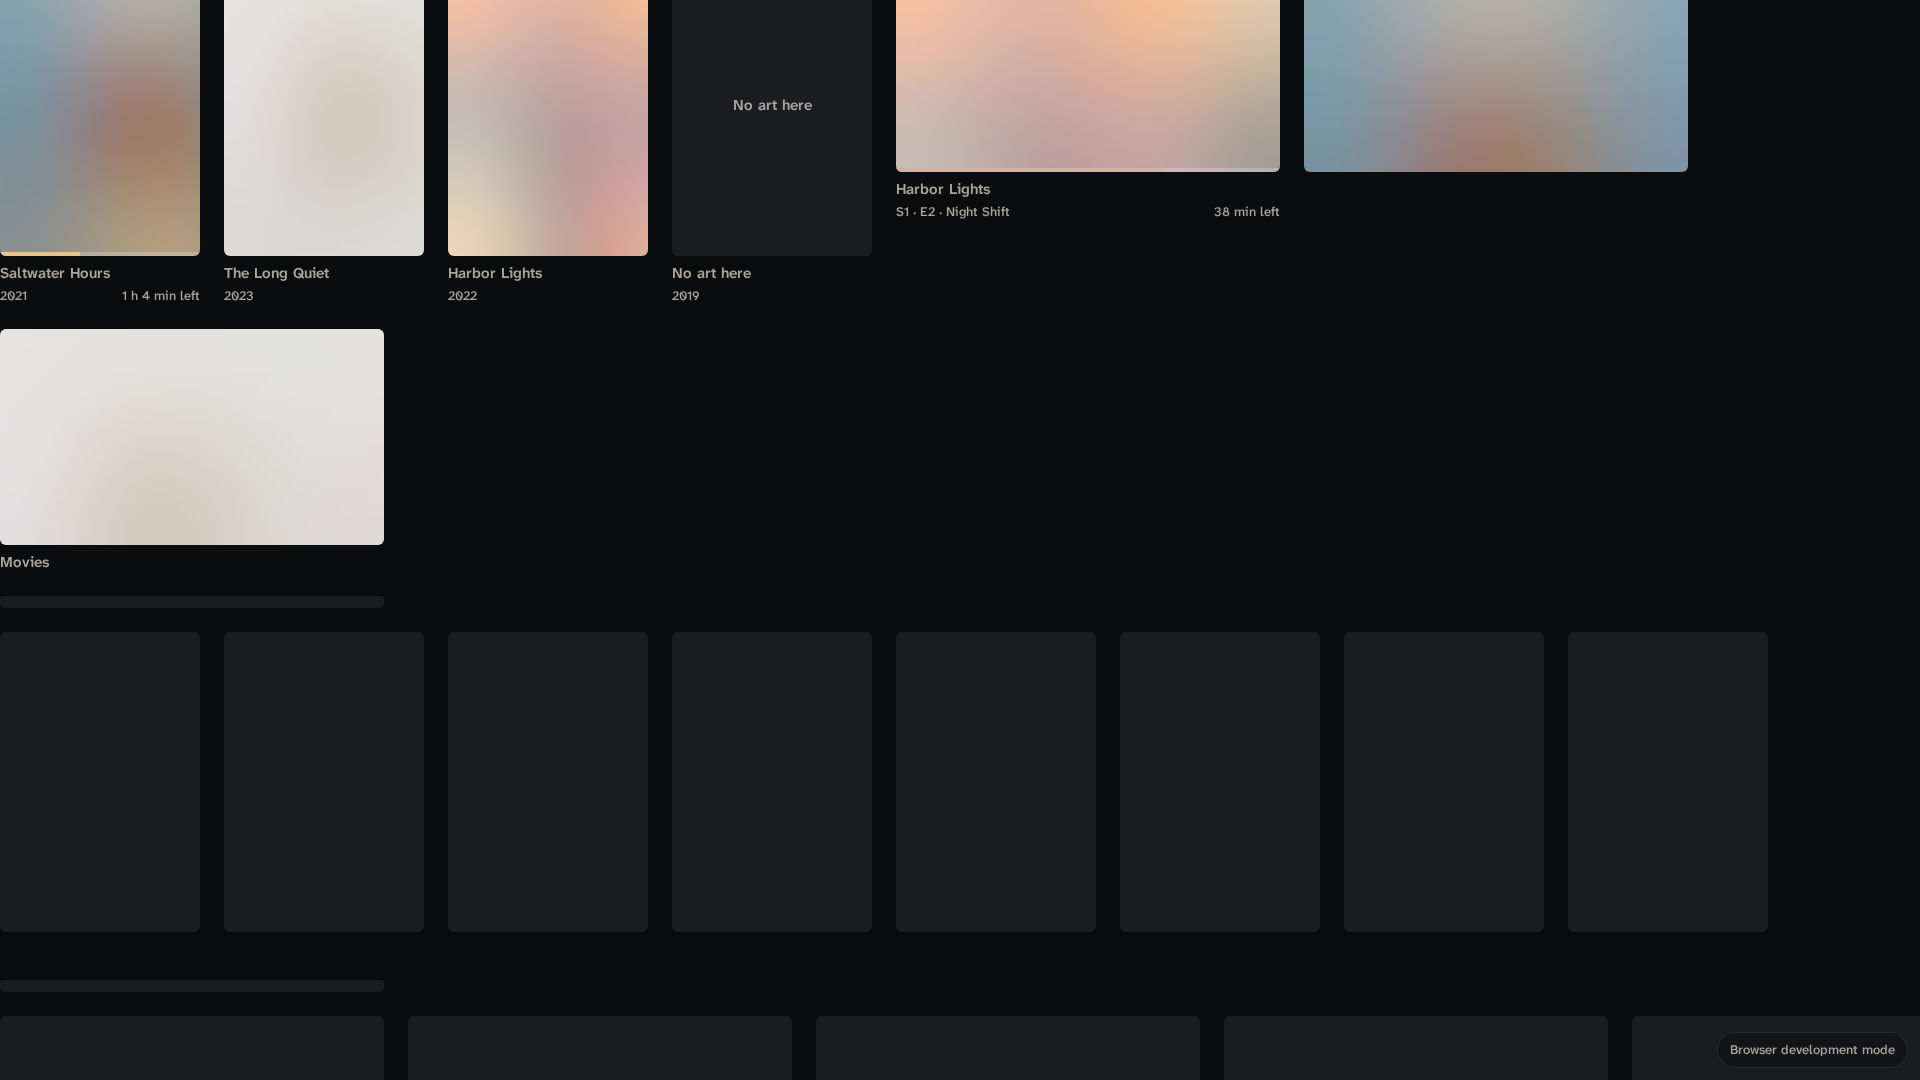 No art here
Harbor Lights
S1 · E2 · Night Shift
38 min left
Saltwater Hours
2021
1 h 4 min left
The Long Quiet
2023
Harbor Lights
2022
No art here
2019
Movies
Browser development mode